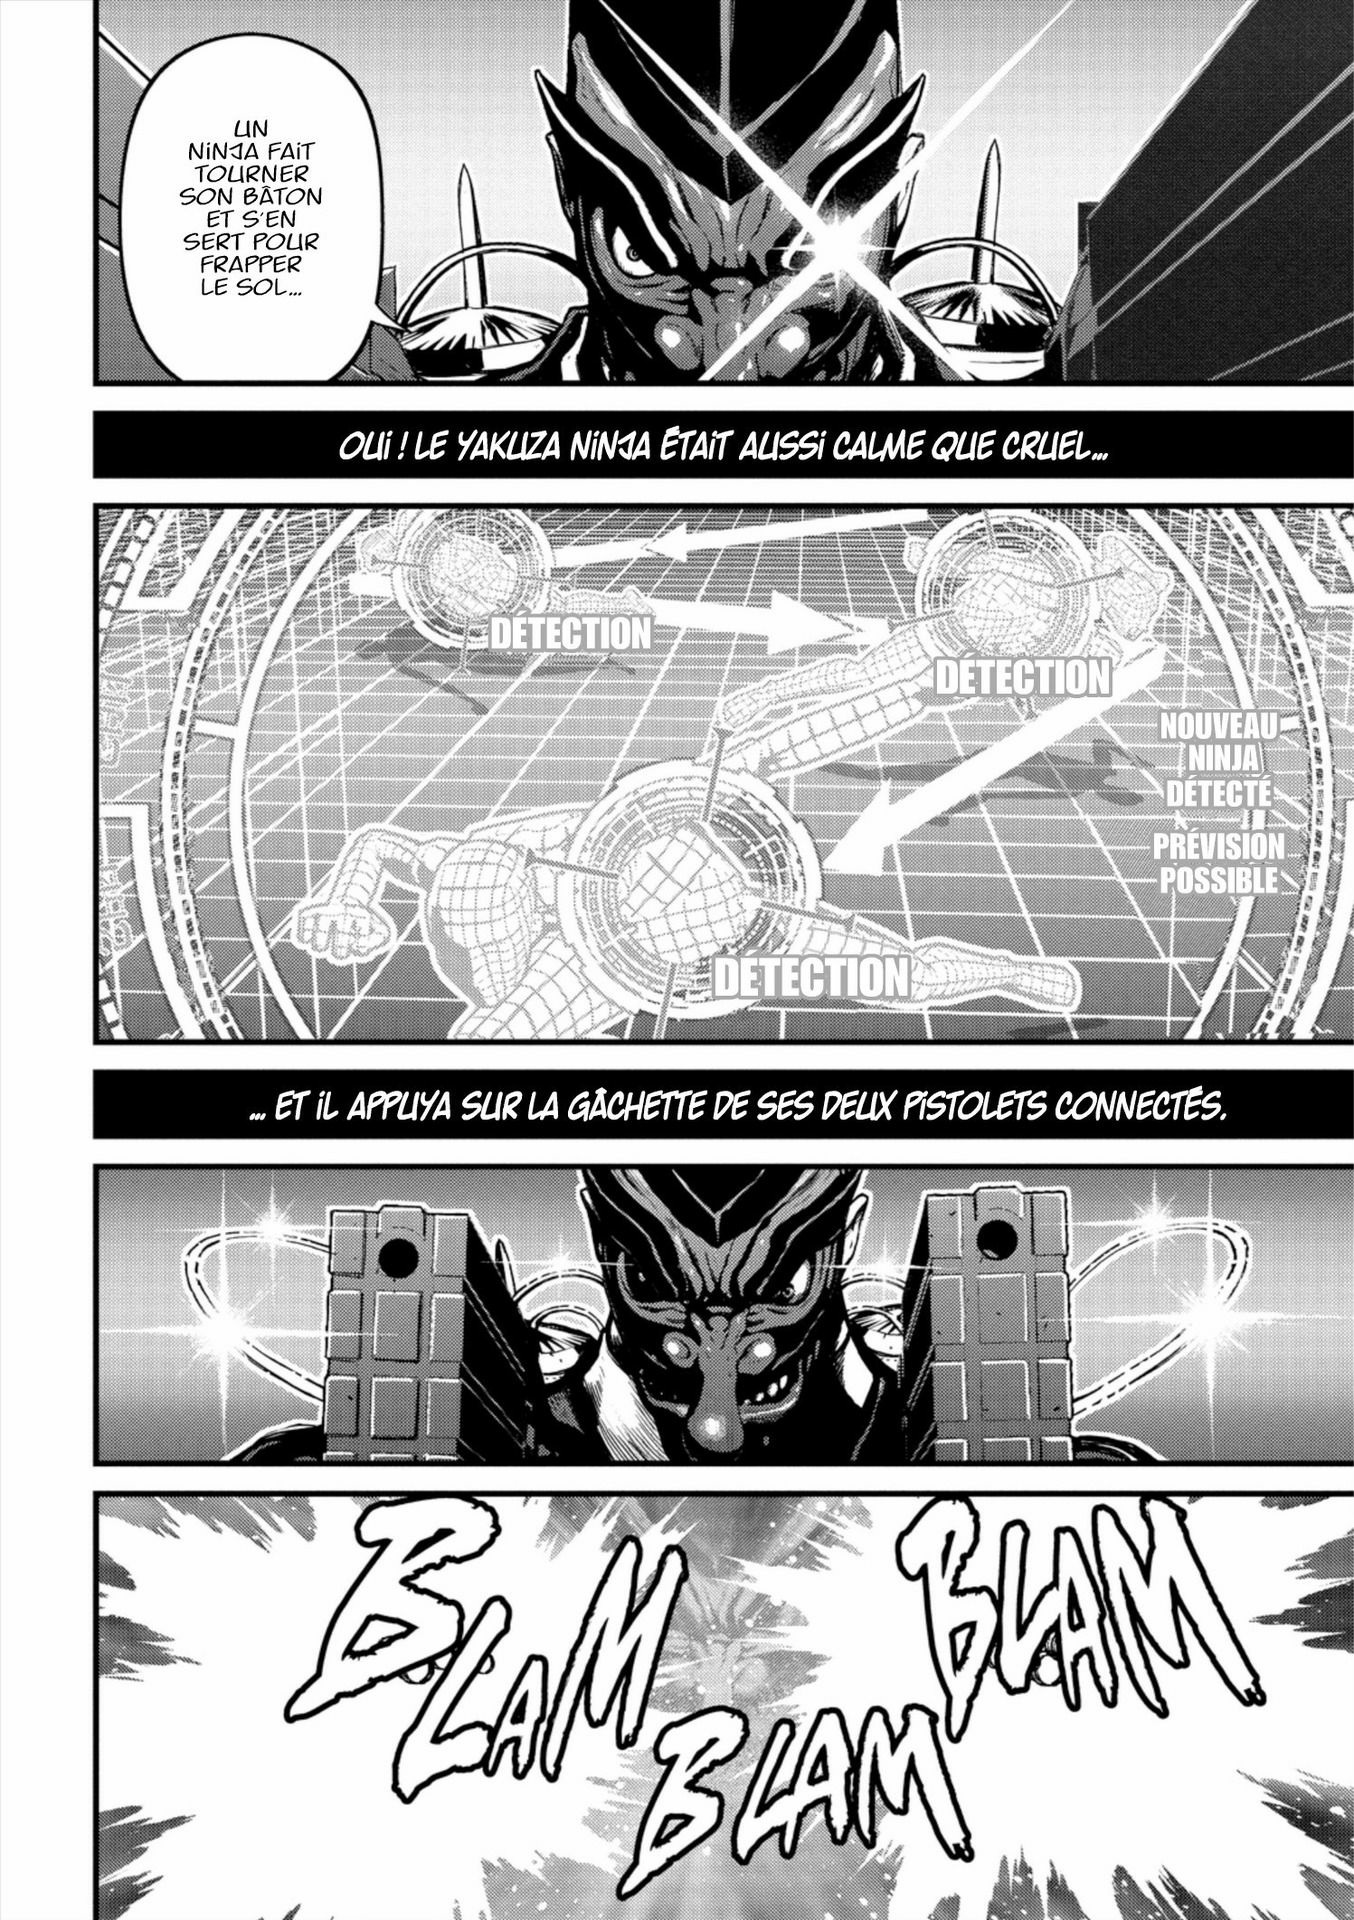 UN
NINJA FAIT
TOURNER
SON BÂTON
ET S'EN
SERT POUR
FRAPPER
LE SOL...
OUI ! LE YAKUZA NINJA ÉTAIT AUSSI CALME QUE CRUEL...
DÉTECTION
DÉTECTION
NOUVEAU
NINJA
DÉTECTÉ
PRÉVISION
POSSIBLE
DÉTECTION
... ET IL APPUYA SUR LA GÂCHETTE DE SES DEUX PISTOLETS CONNECTÉS.
BLAM
BLAM
BLAM